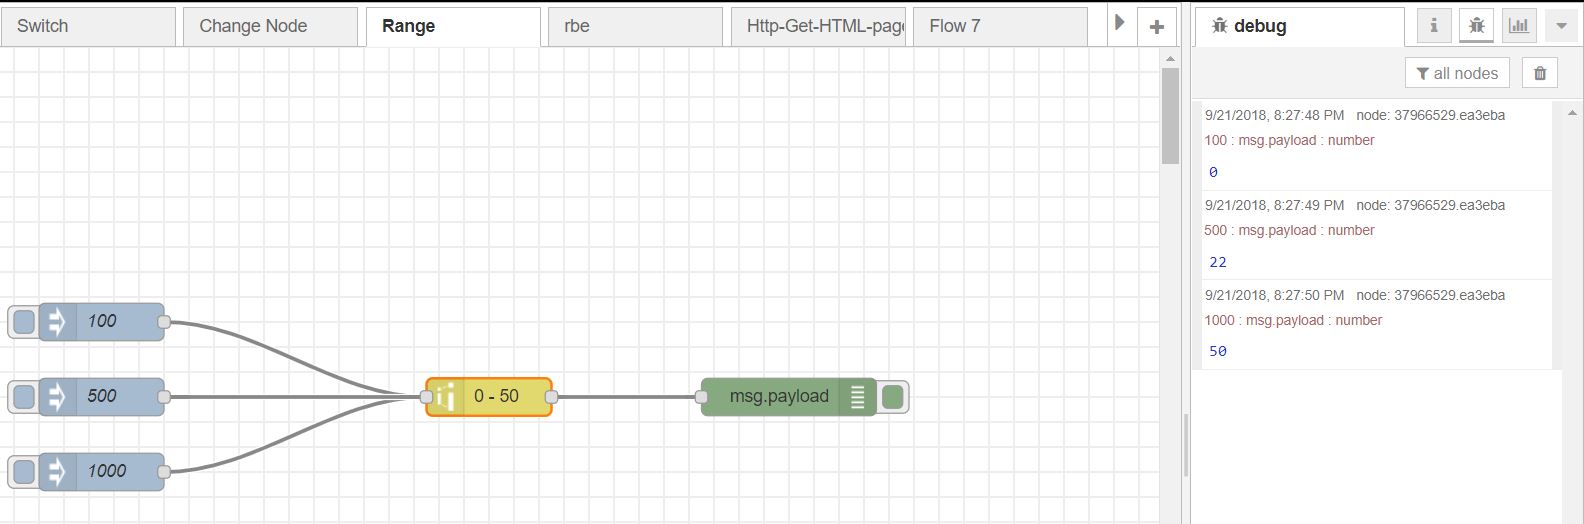 Switch
Change Node
Range
rbe
Http-Get-HTML-page
Flow 7
debug
all nodes
9/21/2018, 8:27:48 PM node: 37966529.ea3eba
100 : msg.payload : number
0
9/21/2018, 8:27:49 PM node: 37966529.ea3eba
500 : msg.payload : number
22
9/21/2018, 8:27:50 PM node: 37966529.ea3eba
1000 : msg.payload : number
50
100
500
0 - 50
msg.payload
1000